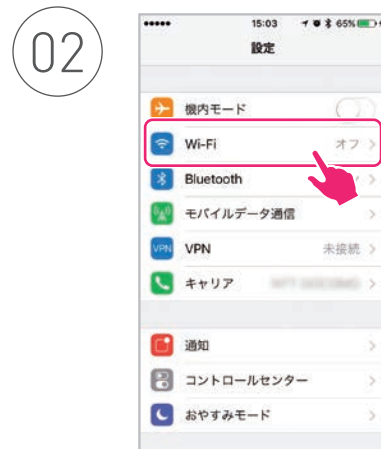 02
15:03
65%
設定
機内モード
Wi-Fi
オフ
Bluetooth
モバイルデータ通信
VPN
VPN
未接続
キャリア
通知
コントロールセンター
おやすみモード